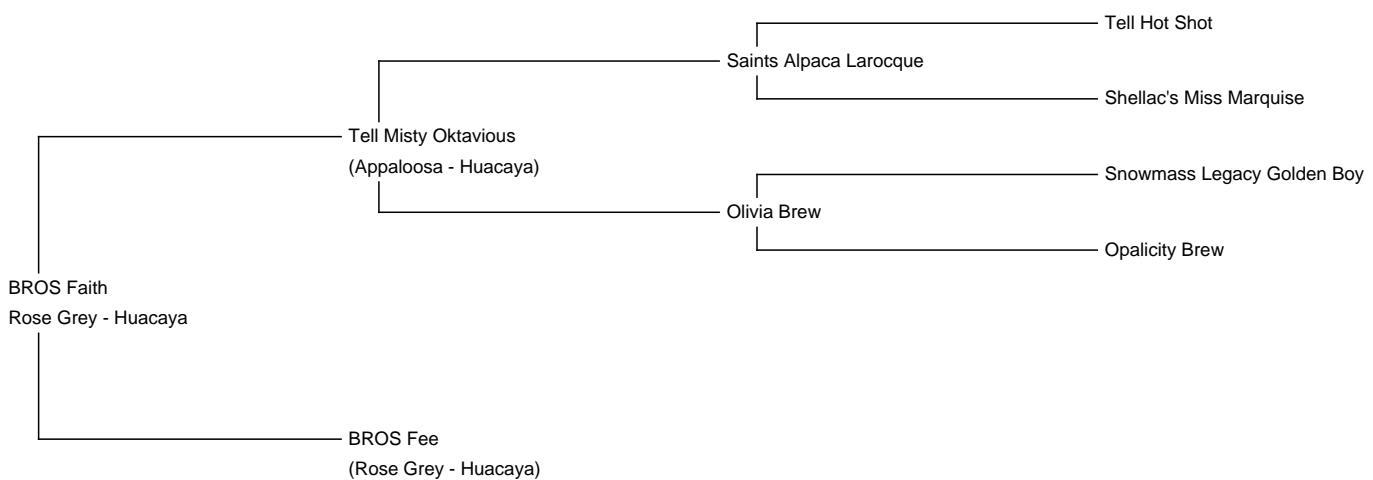 Tell Hot Shot
Saints Alpaca Larocque
Shellac's Miss Marquise
Tell Misty Oktavious
(Appaloosa - Huacaya)
Snowmass Legacy Golden Boy
Olivia Brew
Opalicity Brew
BROS Faith
Rose Grey - Huacaya
BROS Fee
(Rose Grey - Huacaya)